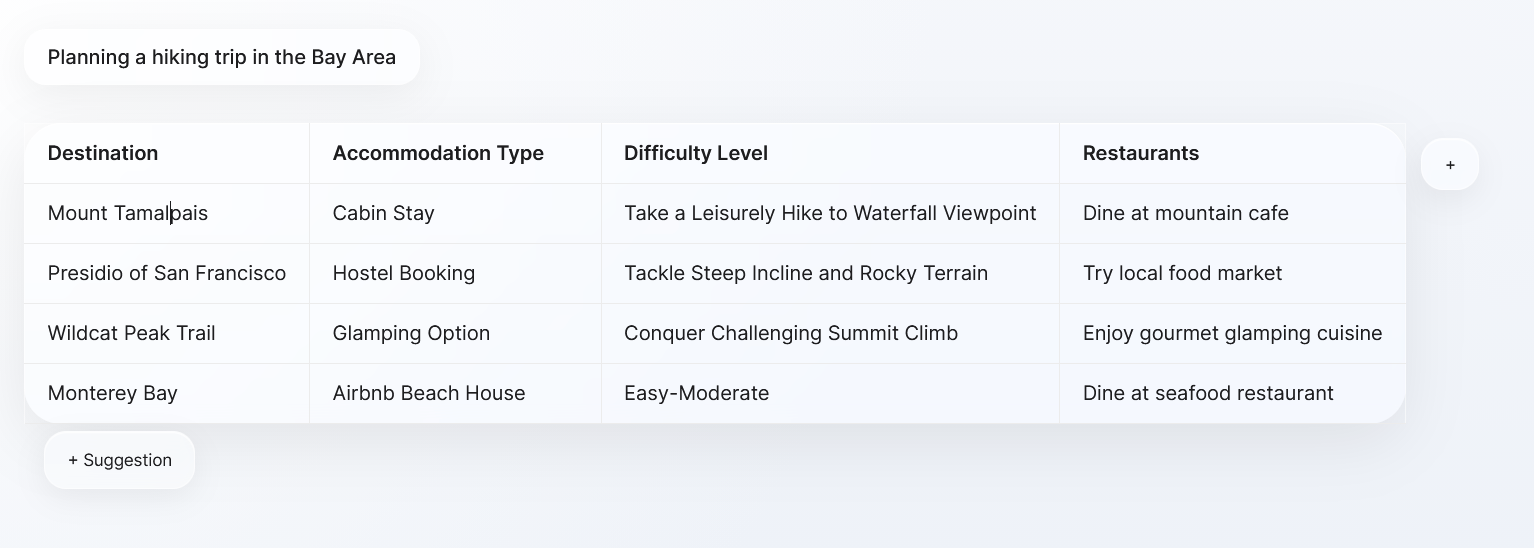 Planning a hiking trip in the Bay Area
Destination Accommodation Type Difficulty Level Restaurants
+
Mount Tamalpais Cabin Stay Take a Leisurely Hike to Waterfall Viewpoint Dine at mountain cafe
Presidio of San Francisco Hostel Booking Tackle Steep Incline and Rocky Terrain Try local food market
Wildcat Peak Trail Glamping Option Conquer Challenging Summit Climb Enjoy gourmet glamping cuisine
Monterey Bay Airbnb Beach House Easy-Moderate Dine at seafood restaurant
+ Suggestion